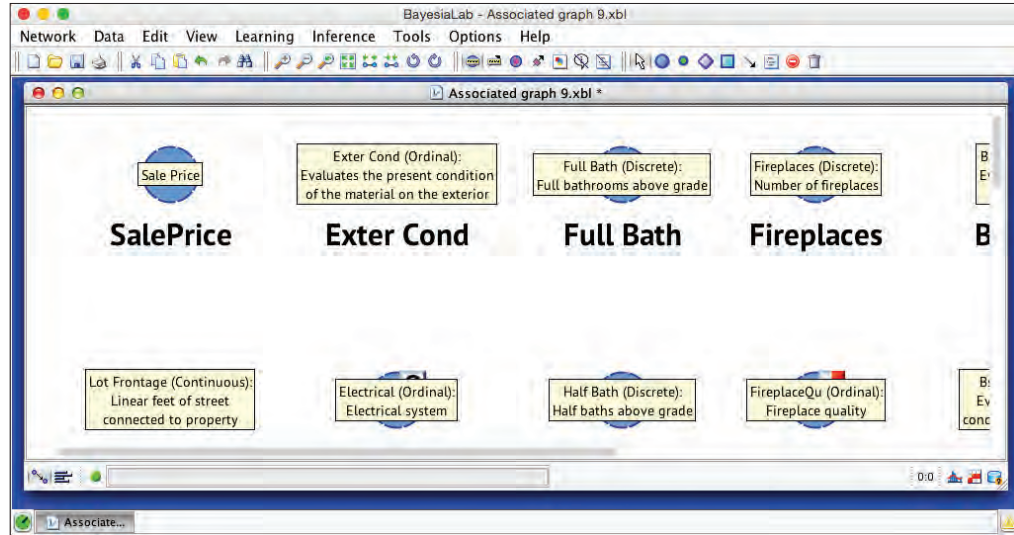 BayesiaLab - Associated graph 9.xbl
Network Data Edit View Learning Inference Tools Options Help
Associated graph 9.xbl *
Sale Price
SalePrice
Exter Cond (Ordinal):
Evaluates the present condition
of the material on the exterior
Exter Cond
Full Bath (Discrete):
Full bathrooms above grade
Full Bath
Fireplaces (Discrete):
Number of fireplaces
Fireplaces
B
Lot Frontage (Continuous):
Linear feet of street
connected to property
Electrical (Ordinal):
Electrical system
Half Bath (Discrete):
Half baths above grade
FireplaceQu (Ordinal):
Fireplace quality
Ev
conc
0:0
Associate...